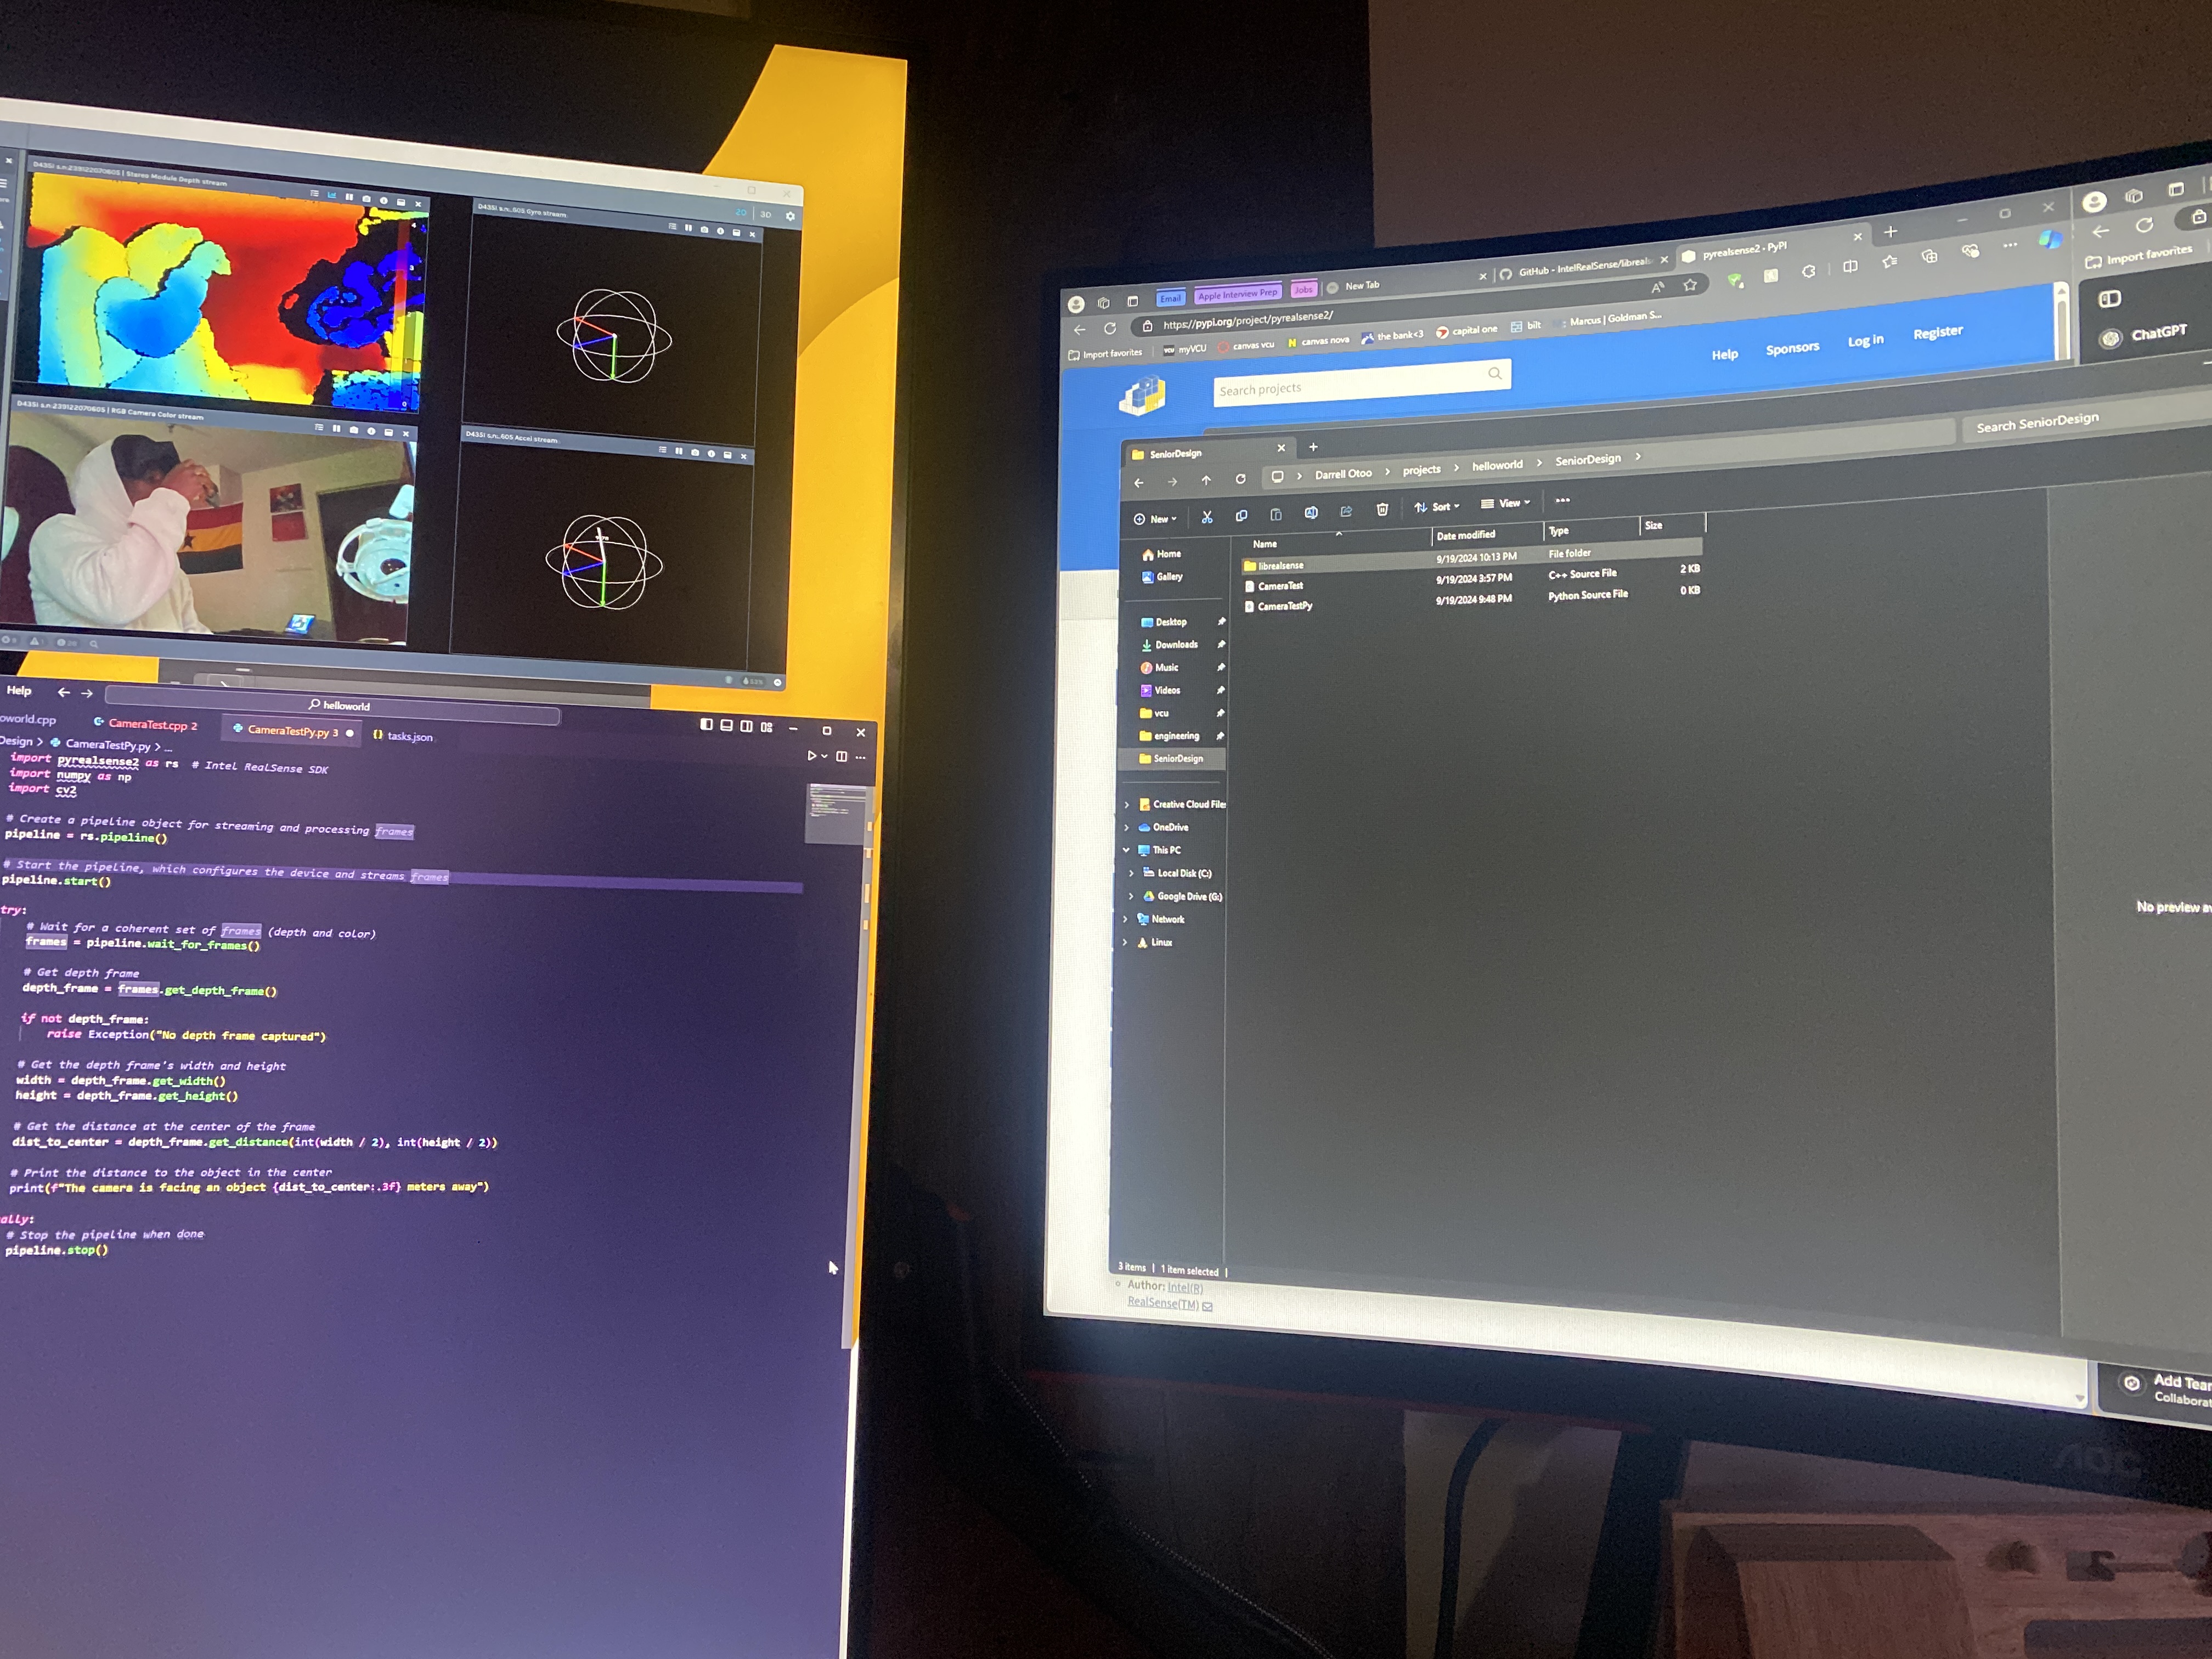 D435I s.n:239122070605 | Stereo Module Depth stream
D435I s.n...605 Gyro stream
2D | 3D
D435I s.n:239122070605 | RGB Camera Color stream
D435I s.n...605 Accel stream
Help
helloworld
oworld.cpp
CameraTest.cpp 2
CameraTestPy.py 3
tasks.json
Design > CameraTestPy.py > ...
import pyrealsense2 as rs # Intel RealSense SDK
import numpy as np
import cv2
# Create a pipeline object for streaming and processing frames
pipeline = rs.pipeline()
# Start the pipeline, which configures the device and streams frames
pipeline.start()
try:
# Wait for a coherent set of frames (depth and color)
frames = pipeline.wait_for_frames()
# Get depth frame
depth_frame = frames.get_depth_frame()
if not depth_frame:
raise Exception("No depth frame captured")
# Get the depth frame's width and height
width = depth_frame.get_width()
height = depth_frame.get_height()
# Get the distance at the center of the frame
dist_to_center = depth_frame.get_distance(int(width / 2), int(height / 2))
# Print the distance to the object in the center
print(f"The camera is facing an object {dist_to_center:.3f} meters away")
ally:
# Stop the pipeline when done
pipeline.stop()
Email
Apple Interview Prep
Jobs
New Tab
GitHub - IntelRealSense/libreals
pyrealsense2 - PyPI
https://pypi.org/project/pyrealsense2/
Import favorites
myVCU
canvas vcu
canvas nova
the bank<3
capital one
bilt
Marcus | Goldman S...
Import favorites
ChatGPT
Search projects
Help
Sponsors
Log in
Register
SeniorDesign
Darrell Otoo > projects > helloworld > SeniorDesign >
Search SeniorDesign
New
Sort
View
Name
Date modified
Type
Size
librealsense
9/19/2024 10:13 PM
File folder
CameraTest
9/19/2024 3:57 PM
C++ Source File
2 KB
CameraTestPy
9/19/2024 9:48 PM
Python Source File
0 KB
Home
Gallery
Desktop
Downloads
Music
Videos
vcu
engineering
SeniorDesign
Creative Cloud Files
OneDrive
This PC
Local Disk (C:)
Google Drive (G:)
Network
Linux
No preview av
3 items | 1 item selected |
Author: Intel(R)
RealSense(TM)
Add Tear
Collaborat
AOC